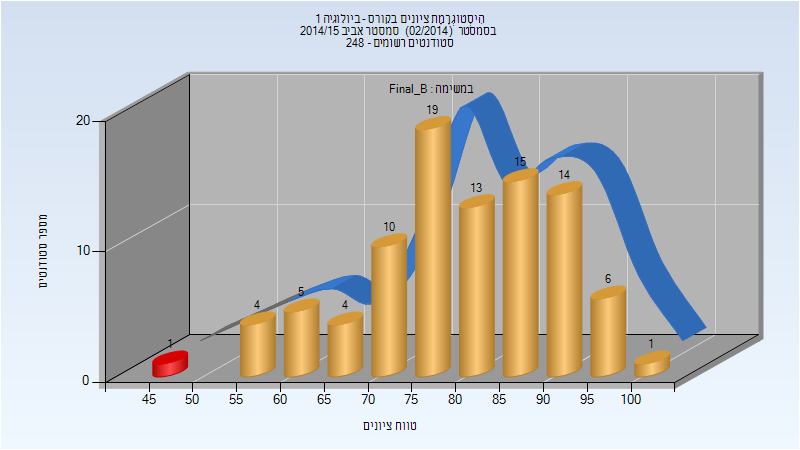 היסטוגרמת ציונים בקורס - ביולוגיה 1
בסמסטר (02/2014) סמסטר אביב 2014/15
סטודנטים רשומים - 248
במשימה : Final_B
מספר סטודנטים
20
10
0
1
4
5
4
10
19
13
15
14
6
1
45 50 55 60 65 70 75 80 85 90 95 100
טווח ציונים